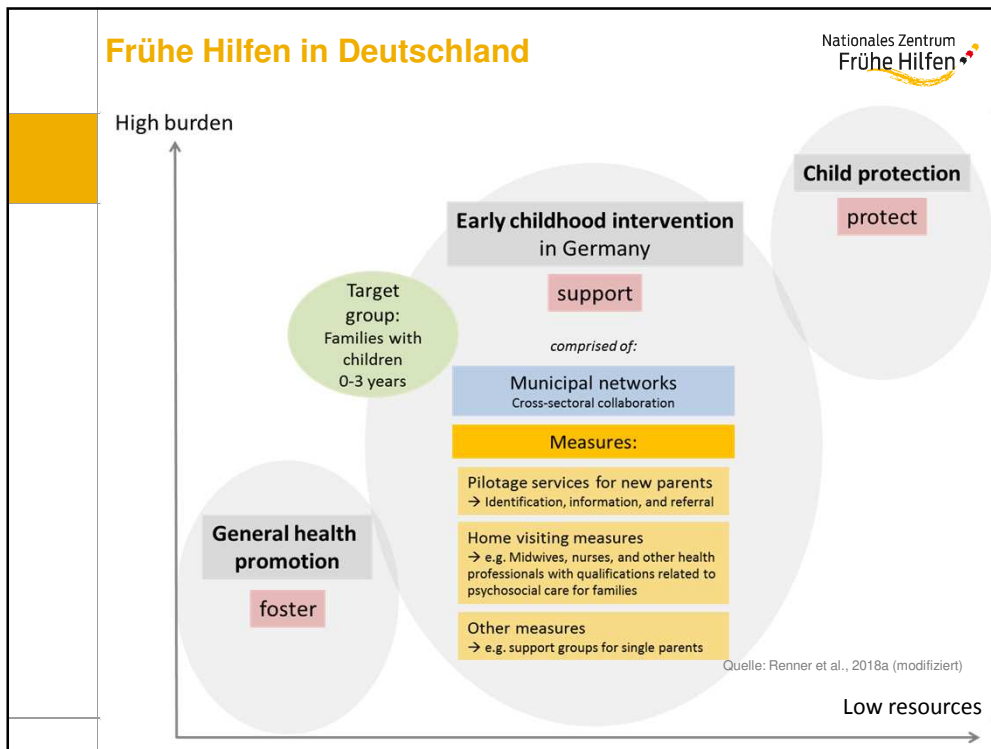 Frühe Hilfen in Deutschland
Nationales Zentrum
Frühe Hilfen
High burden
Child protection
protect
Early childhood intervention
in Germany
support
Target
group:
Families with
children
0-3 years
comprised of:
Municipal networks
Cross-sectoral collaboration
Measures:
Pilotage services for new parents
→ Identification, information, and referral
Home visiting measures
→ e.g. Midwives, nurses, and other health
professionals with qualifications related to
psychosocial care for families
Other measures
→ e.g. support groups for single parents
General health
promotion
foster
Quelle: Renner et al., 2018a (modifiziert)
Low resources